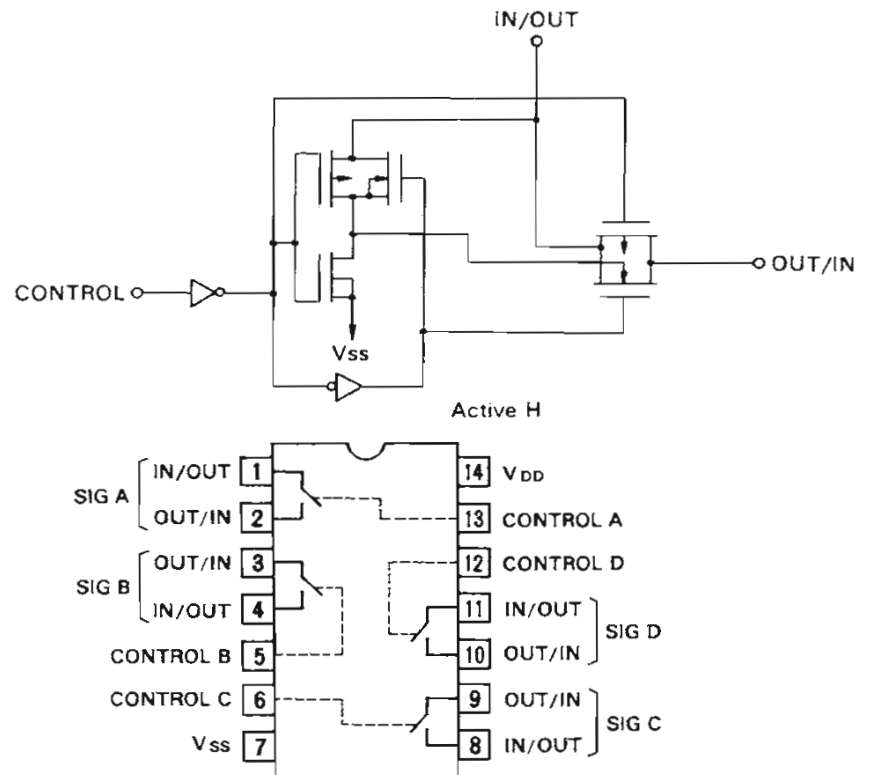 IN/OUT
OUT/IN
CONTROL
Vss
Active H
SIG A
IN/OUT 1
OUT/IN 2
SIG B
OUT/IN 3
IN/OUT 4
CONTROL B 5
CONTROL C 6
Vss 7
14 VDD
13 CONTROL A
12 CONTROL D
11 IN/OUT
10 OUT/IN
SIG D
9 OUT/IN
8 IN/OUT
SIG C